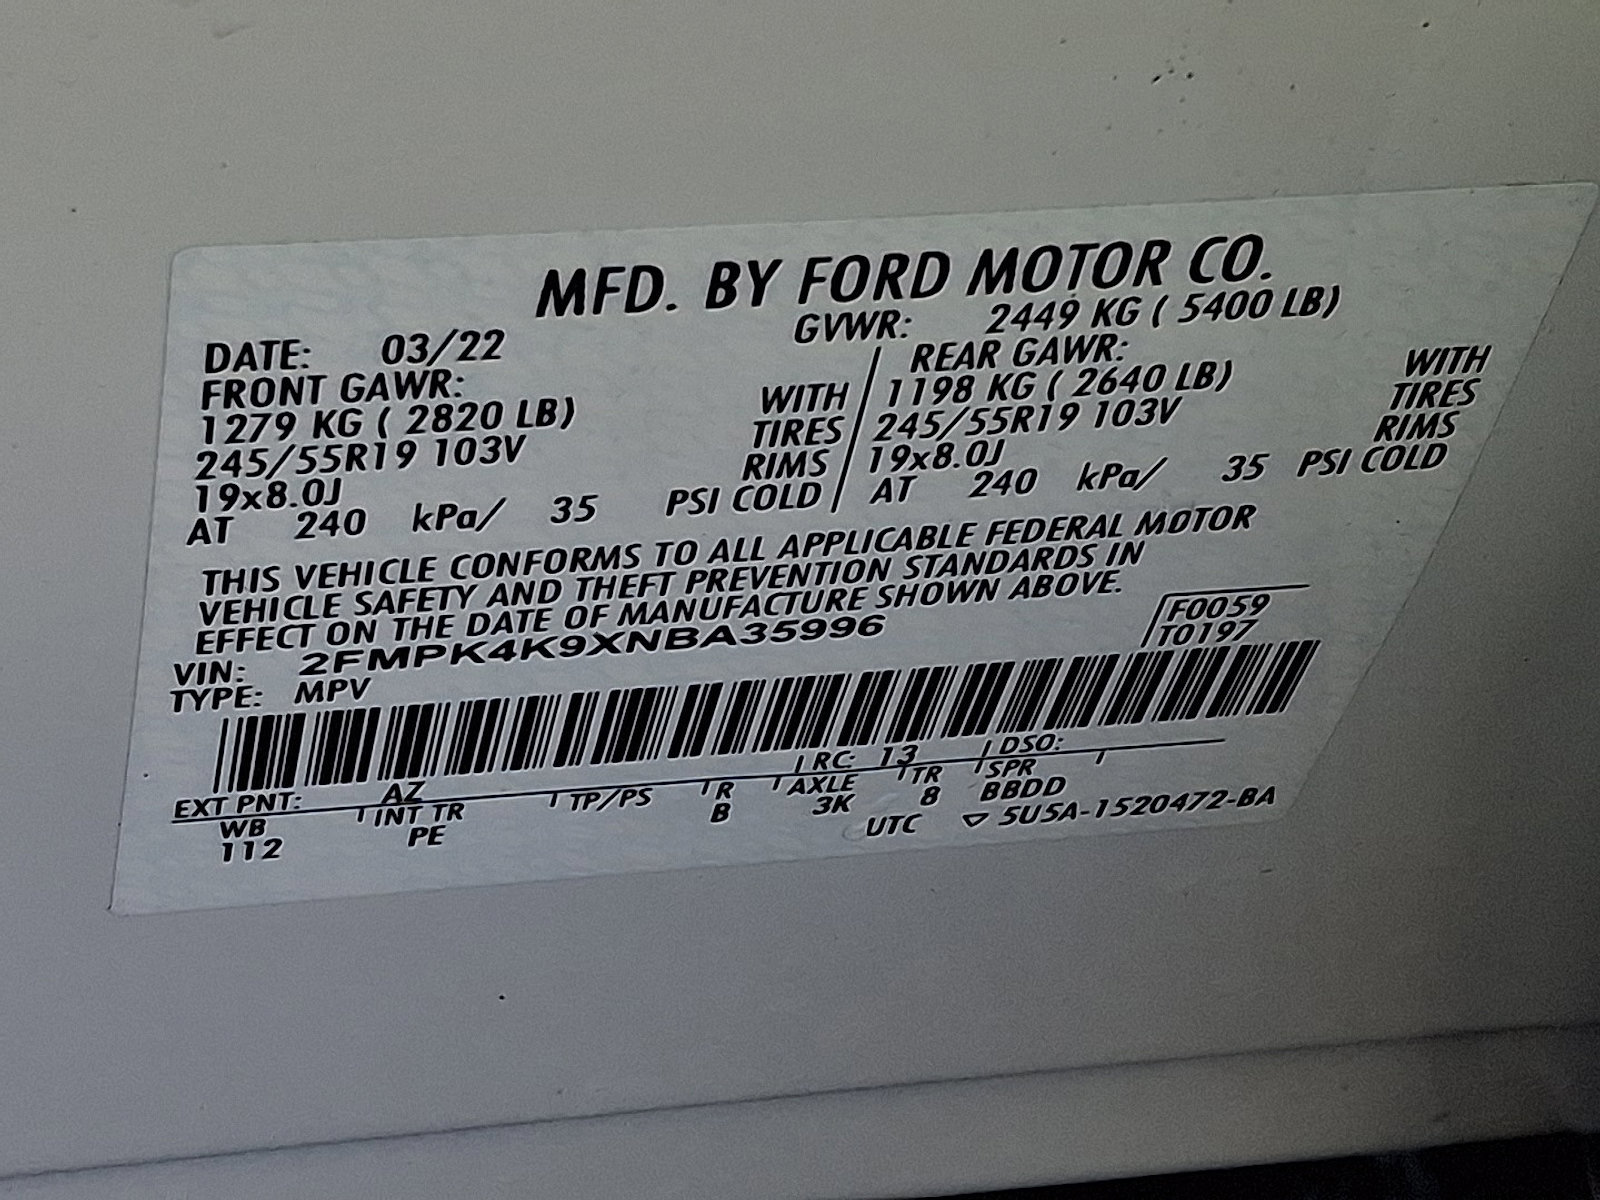 MFD. BY FORD MOTOR CO.
DATE: 03/22 GVWR: 2449 KG ( 5400 LB)
FRONT GAWR: REAR GAWR:
1279 KG ( 2820 LB) WITH / 1198 KG ( 2640 LB) WITH
245/55R19 103V TIRES / 245/55R19 103V TIRES
19x8.0J RIMS / 19x8.0J RIMS
AT 240 kPa/ 35 PSI COLD / AT 240 kPa/ 35 PSI COLD
THIS VEHICLE CONFORMS TO ALL APPLICABLE FEDERAL MOTOR
VEHICLE SAFETY AND THEFT PREVENTION STANDARDS IN
EFFECT ON THE DATE OF MANUFACTURE SHOWN ABOVE.
VIN: 2FMPK4K9XNBA35996
F0059
T0197
TYPE: MPV
EXT PNT: AZ RC: 13 DSO:
WB INT TR TP/PS R AXLE TR SPR
112 PE B 3K 8 BBDD
UTC ▽ 5U5A-1520472-BA